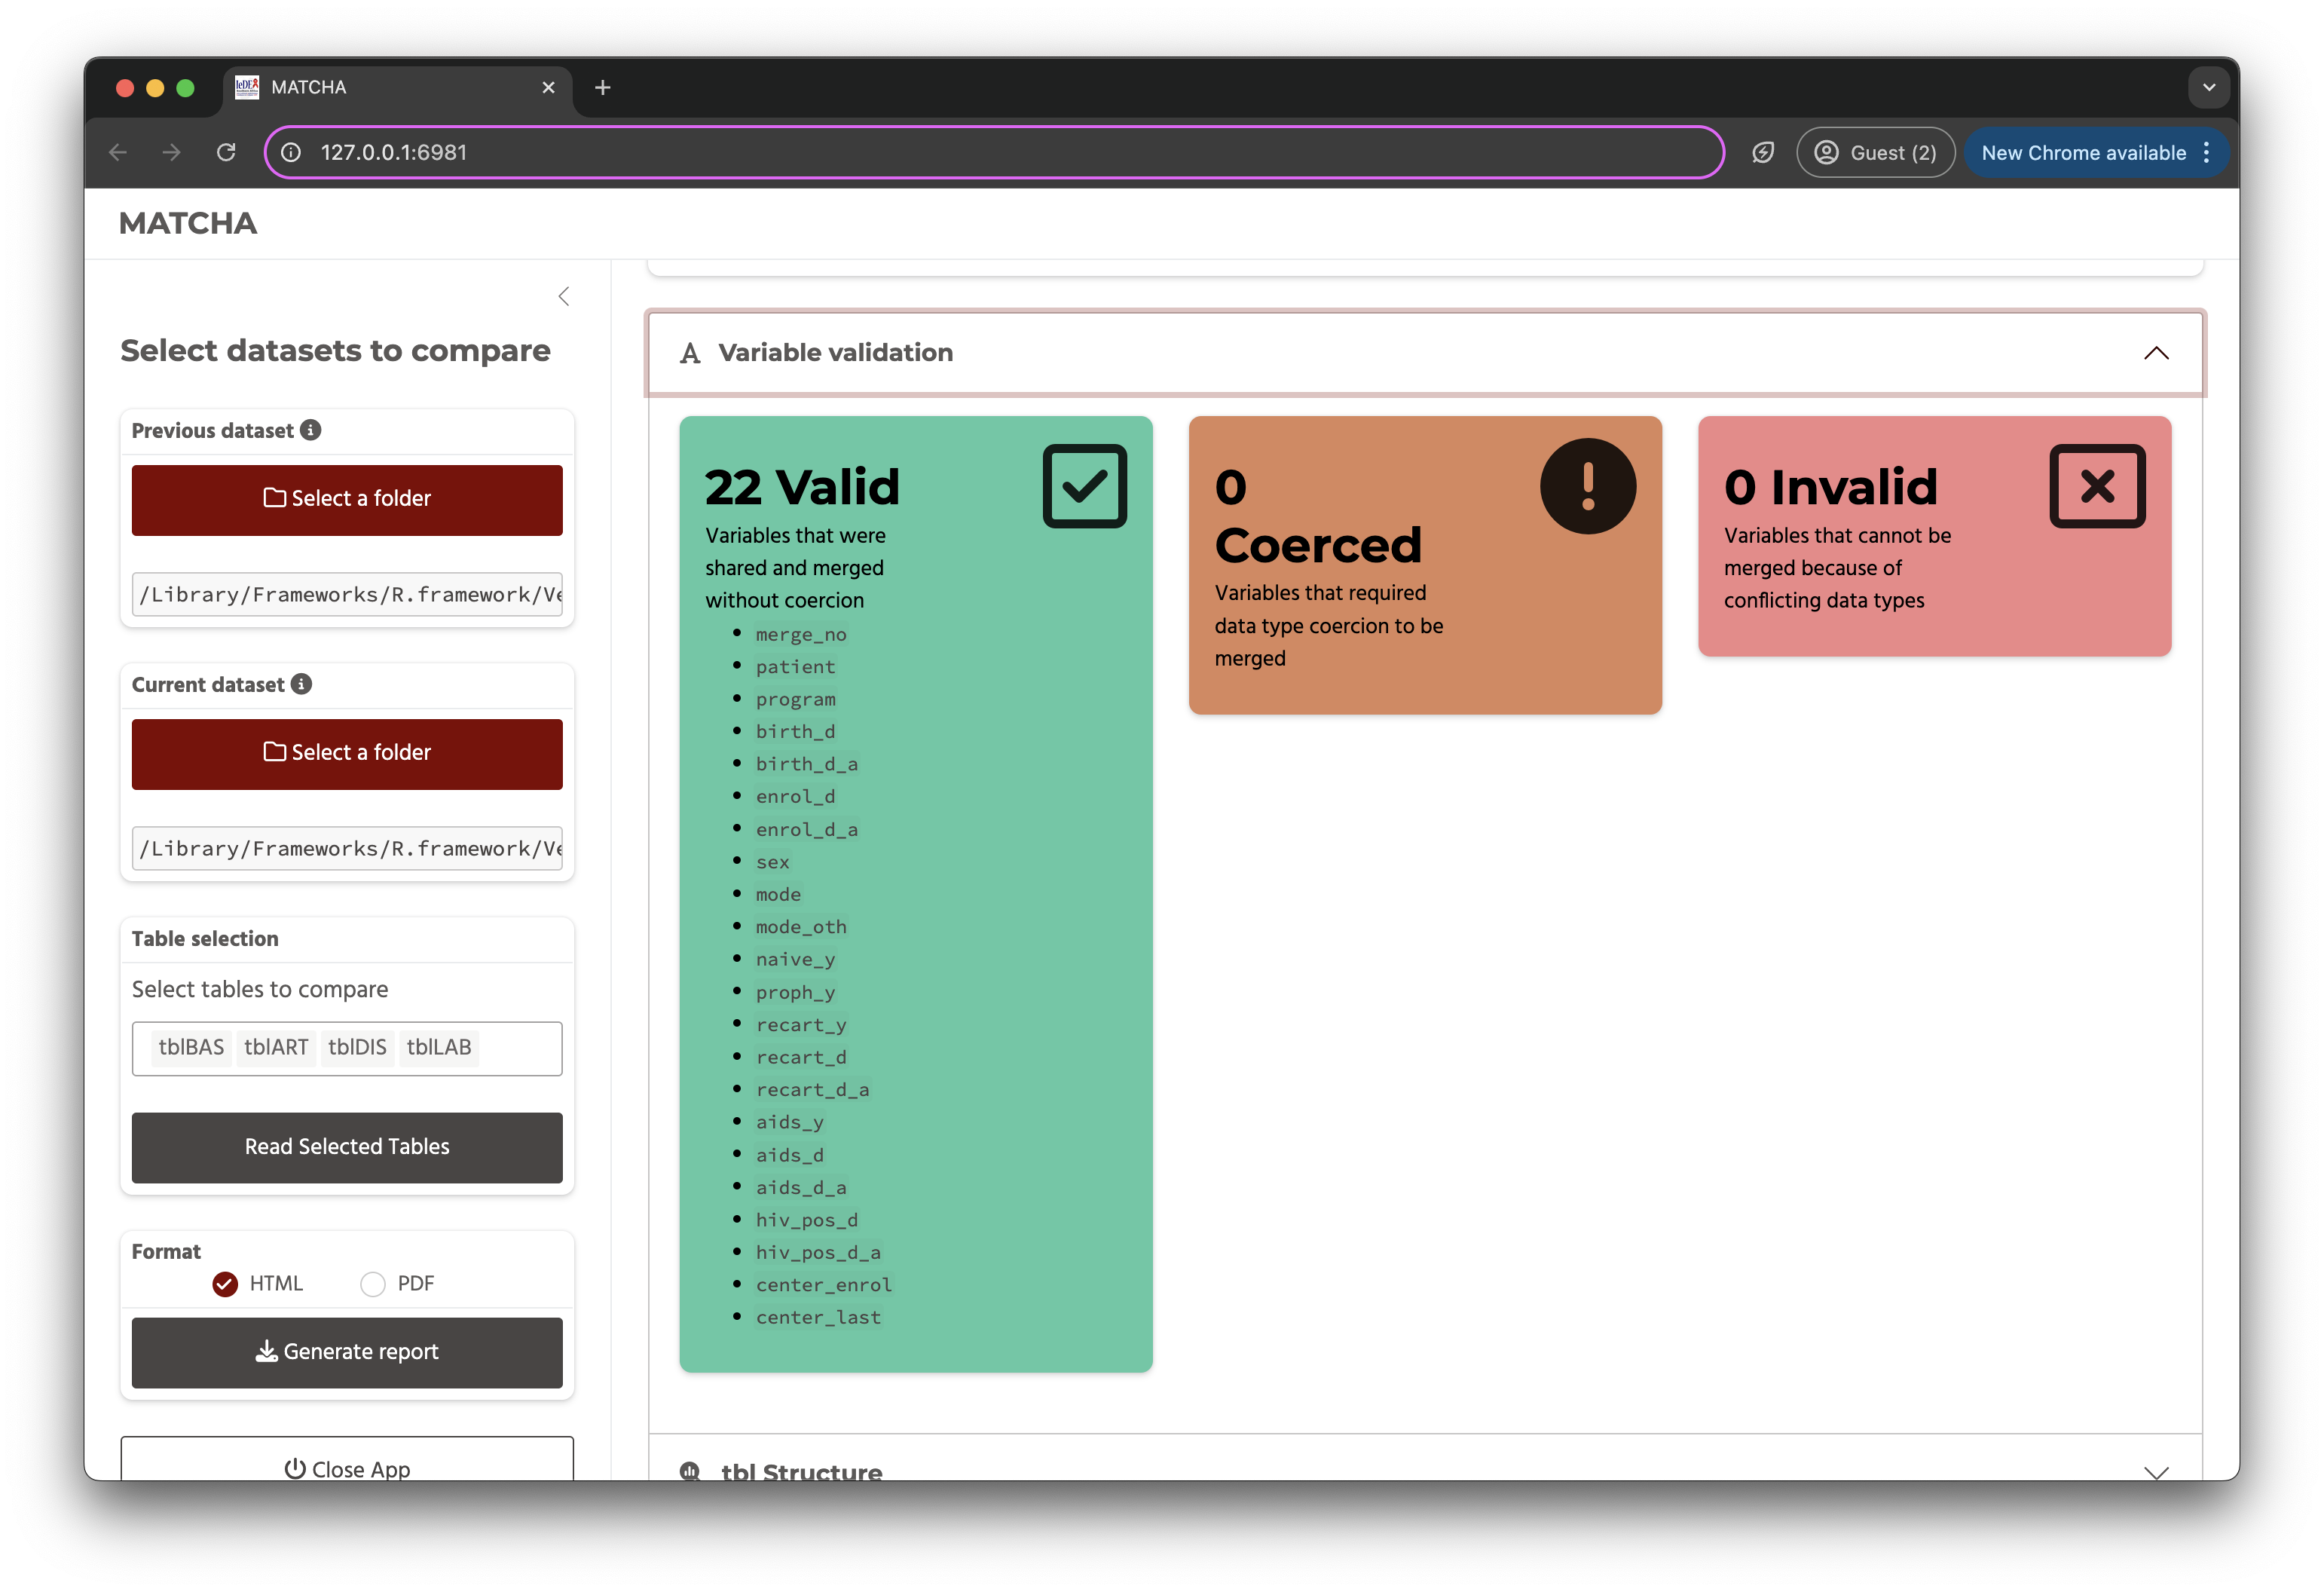 MATCHA
127.0.0.1:6981
Guest (2)
New Chrome available
MATCHA
Select datasets to compare
Previous dataset
Select a folder
/Library/Frameworks/R.framework/Ve
Current dataset
Select a folder
/Library/Frameworks/R.framework/Ve
Table selection
Select tables to compare
tblBAS tblART tblDIS tblLAB
Read Selected Tables
Format
HTML PDF
Generate report
Close App
Variable validation
22 Valid
Variables that were
shared and merged
without coercion
merge_no
patient
program
birth_d
birth_d_a
enrol_d
enrol_d_a
sex
mode
mode_oth
naive_y
proph_y
recart_y
recart_d
recart_d_a
aids_y
aids_d
aids_d_a
hiv_pos_d
hiv_pos_d_a
center_enrol
center_last
0
Coerced
Variables that required
data type coercion to be
merged
0 Invalid
Variables that cannot be
merged because of
conflicting data types
tbl Structure